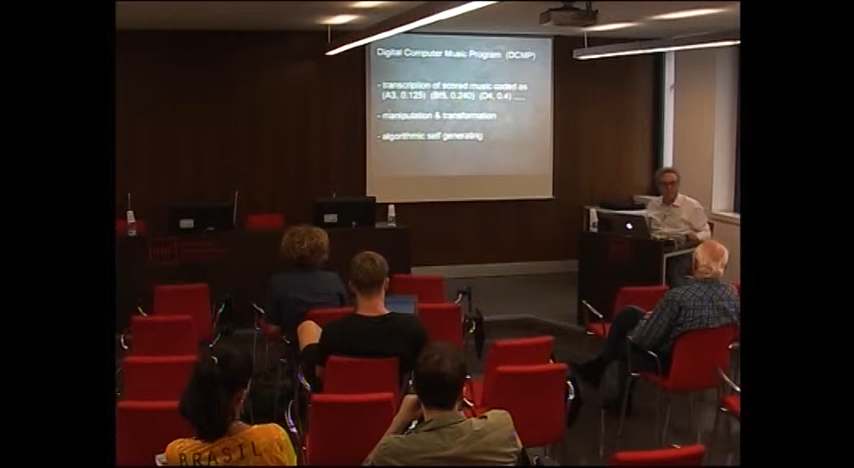 Digital Computer Music Program (DCMP)
- transcription of scored music coded as
(A3, 0.125) (B5, 0.240) (D4, 0.4) ....
- manipulation & transformation
- algorithmic self generating
BRASIL